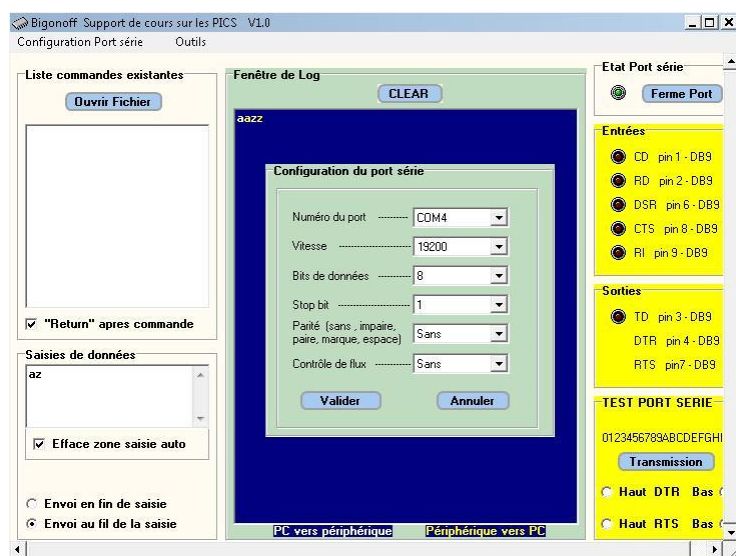 Bigonoff Support de cours sur les PICS V1.0
Configuration Port série Outils
Liste commandes existantes
Ouvrir Fichier
"Return" apres commande
Saisies de données
az
Efface zone saisie auto
Envoi en fin de saisie
Envoi au fil de la saisie
Fenêtre de Log
CLEAR
aazz
Configuration du port série
Numéro du port ---------- COM4
Vitesse ---------------------- 19200
Bits de données ---------- 8
Stop bit ---------------------- 1
Parité (sans , impaire,
paire, marque, espace) Sans
Contrôle de flux ----------- Sans
Valider Annuler
PC vers périphérique Périphérique vers PC
Etat Port série
Ferme Port
Entrées
CD pin 1 - DB9
RD pin 2 - DB9
DSR pin 6 - DB9
CTS pin 8 - DB9
RI pin 9 - DB9
Sorties
TD pin 3 - DB9
DTR pin 4 - DB9
RTS pin7 - DB9
TEST PORT SERIE
0123456789ABCDEFGHI
Transmission
Haut DTR Bas
Haut RTS Bas